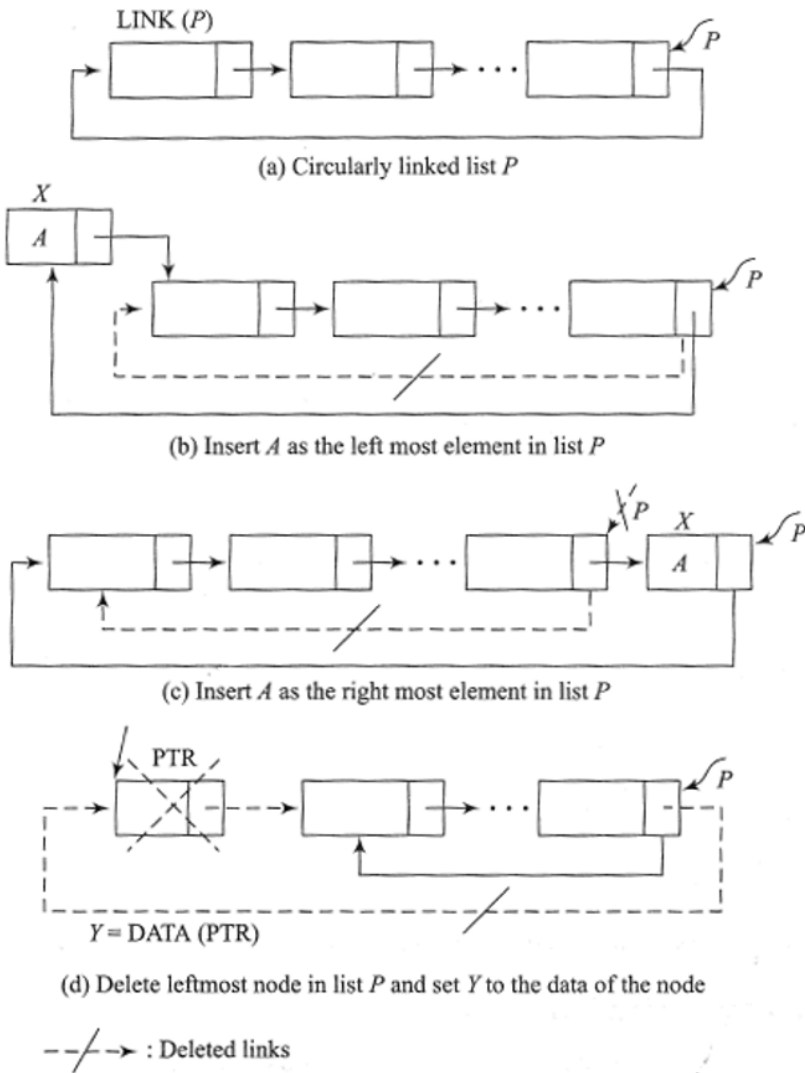 LINK (P)
P
(a) Circularly linked list P
X
A
P
(b) Insert A as the left most element in list P
P
X
P
A
(c) Insert A as the right most element in list P
PTR
P
Y = DATA (PTR)
(d) Delete leftmost node in list P and set Y to the data of the node
: Deleted links